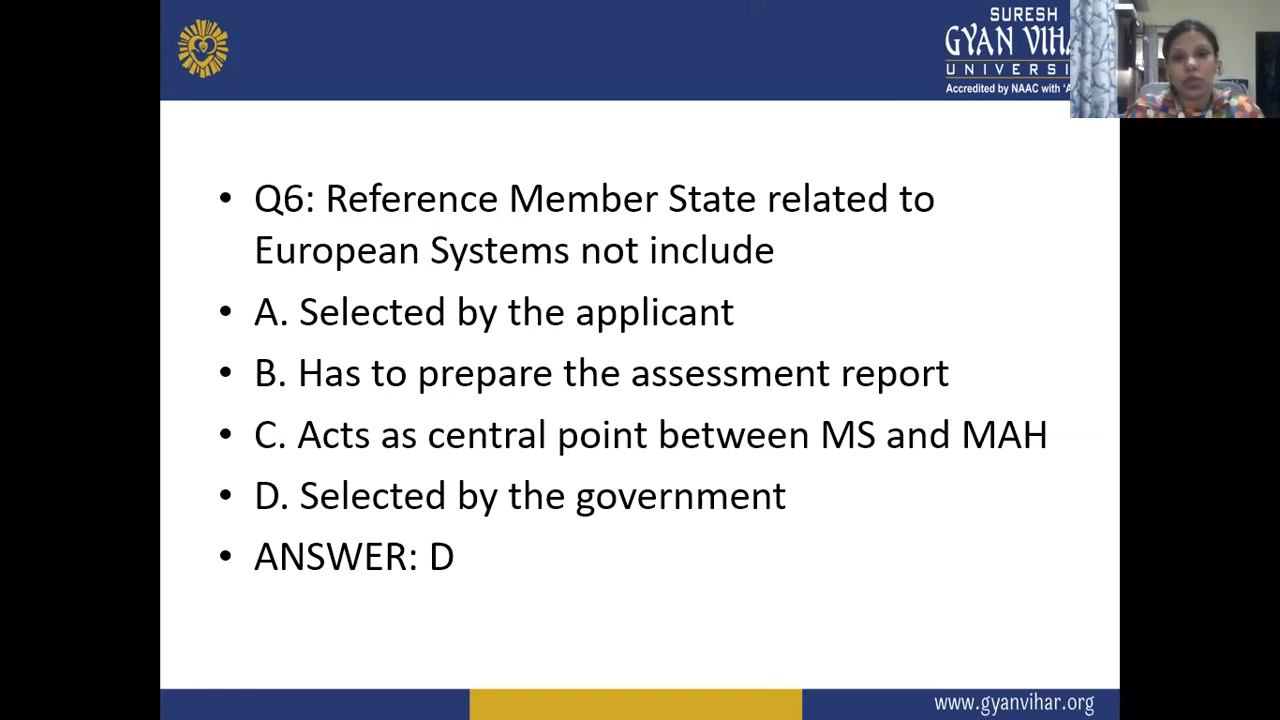 SURESH
GYAN VIHA
UNIVERSI
Accredited by NAAC with 'A
• Q6: Reference Member State related to
European Systems not include
• A. Selected by the applicant
• B. Has to prepare the assessment report
• C. Acts as central point between MS and MAH
• D. Selected by the government
• ANSWER: D
www.gyanvihar.org